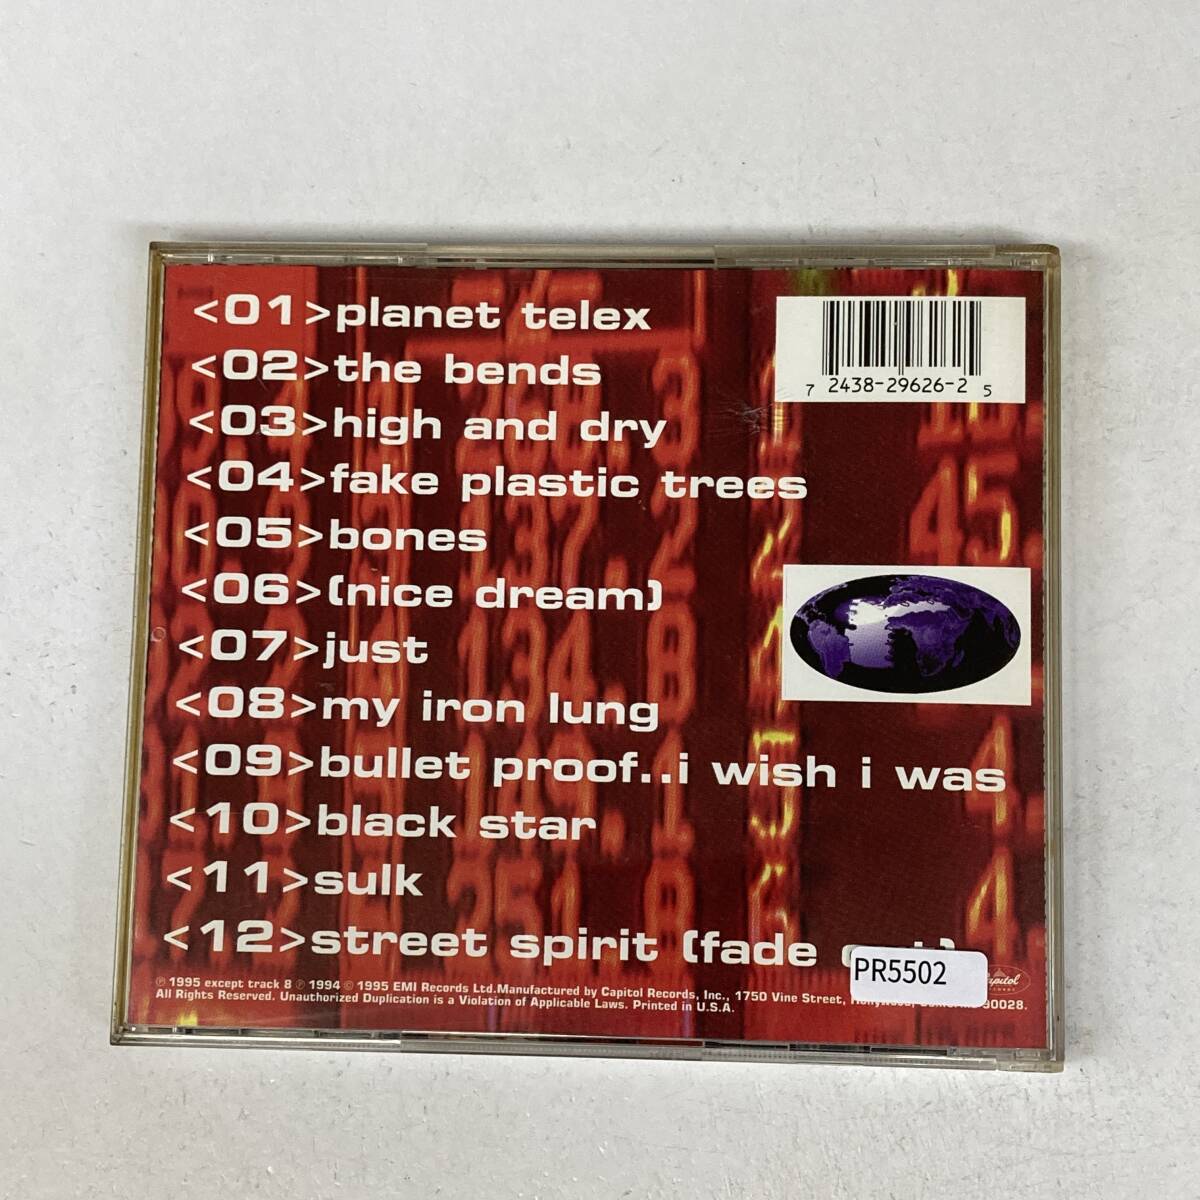 <01>planet telex
<02>the bends
<03>high and dry
<04>fake plastic trees
<05>bones
<06>(nice dream)
<07>just
<08>my iron lung
<09>bullet proof..i wish i was
<10>black star
<11>sulk
<12>street spirit (fade
7 2438-29626-2 5
PR5502
Capitol
℗ 1995 except track 8 ℗ 1994 © 1995 EMI Records Ltd.Manufactured by Capitol Records, Inc., 1750 Vine Street, 90028.
All Rights Reserved. Unauthorized Duplication is a Violation of Applicable Laws. Printed in U.S.A.